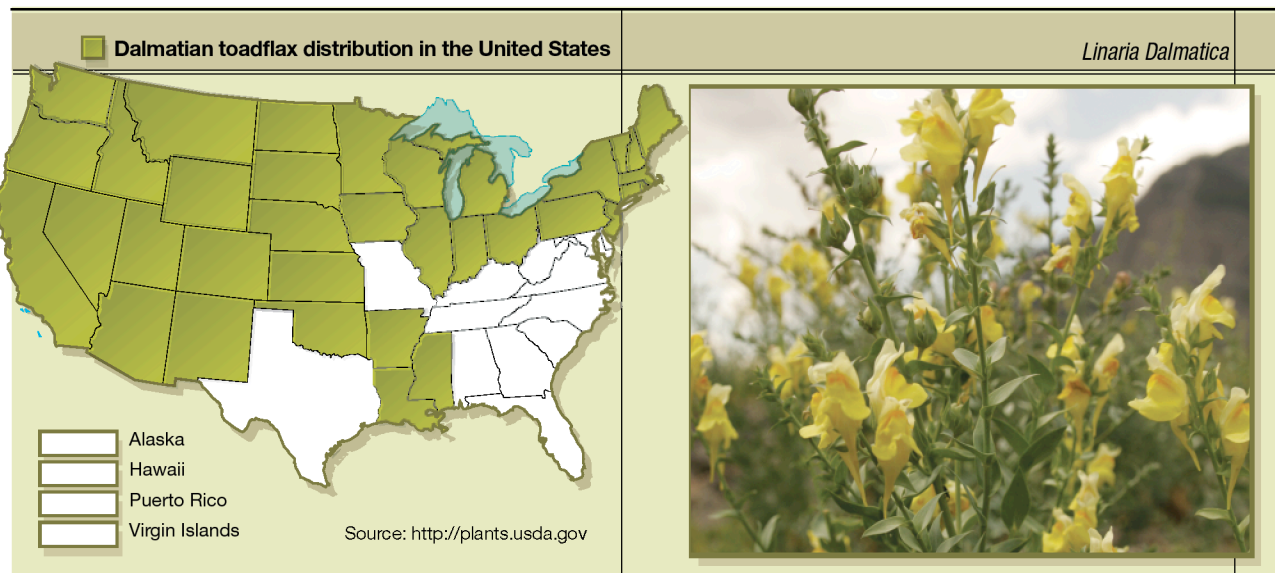 Dalmatian toadflax distribution in the United States
Linaria Dalmatica
Alaska
Hawaii
Puerto Rico
Virgin Islands
Source: http://plants.usda.gov